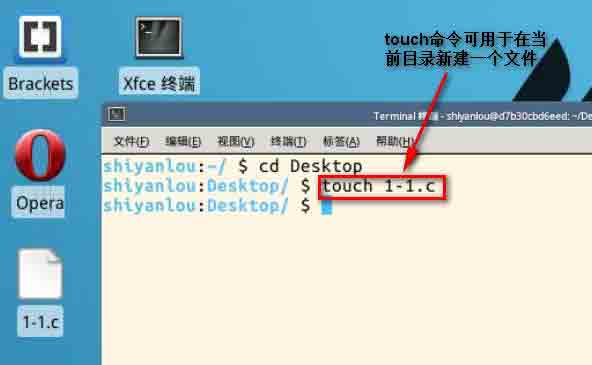 touch命令可用于在当
前目录新建一个文件
Brackets
Xfce 终端
Terminal 终端 - shiyanlou@d7b30cbd6eed: ~/De
文件(F) 编辑(E) 视图(V) 终端(T) 标签(A) 帮助(H)
shiyanlou:~/ $ cd Desktop
shiyanlou:Desktop/ $ touch 1-1.c
shiyanlou:Desktop/ $
Opera
1-1.c